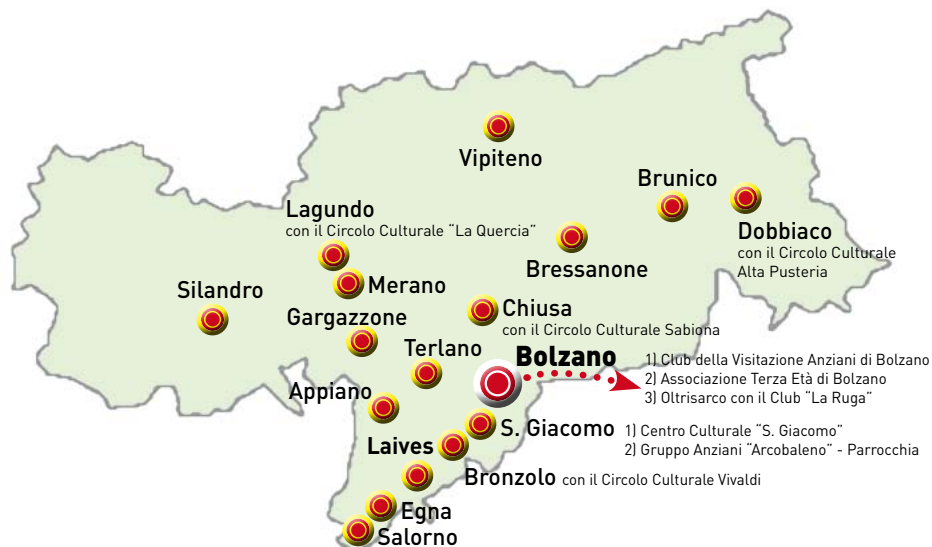 Vipiteno
Brunico
Lagundo
con il Circolo Culturale "La Quercia"
Dobbiaco
con il Circolo Culturale
Alta Pusteria
Bressanone
Merano
Silandro
Chiusa
con il Circolo Culturale Sabiona
Gargazzone
Terlano
Bolzano
1) Club della Visitazione Anziani di Bolzano
2) Associazione Terza Età di Bolzano
3) Oltrisarco con il Club "La Ruga"
Appiano
S. Giacomo
1) Centro Culturale "S. Giacomo"
2) Gruppo Anziani "Arcobaleno" - Parrocchia
Laives
Bronzolo con il Circolo Culturale Vivaldi
Egna
Salorno